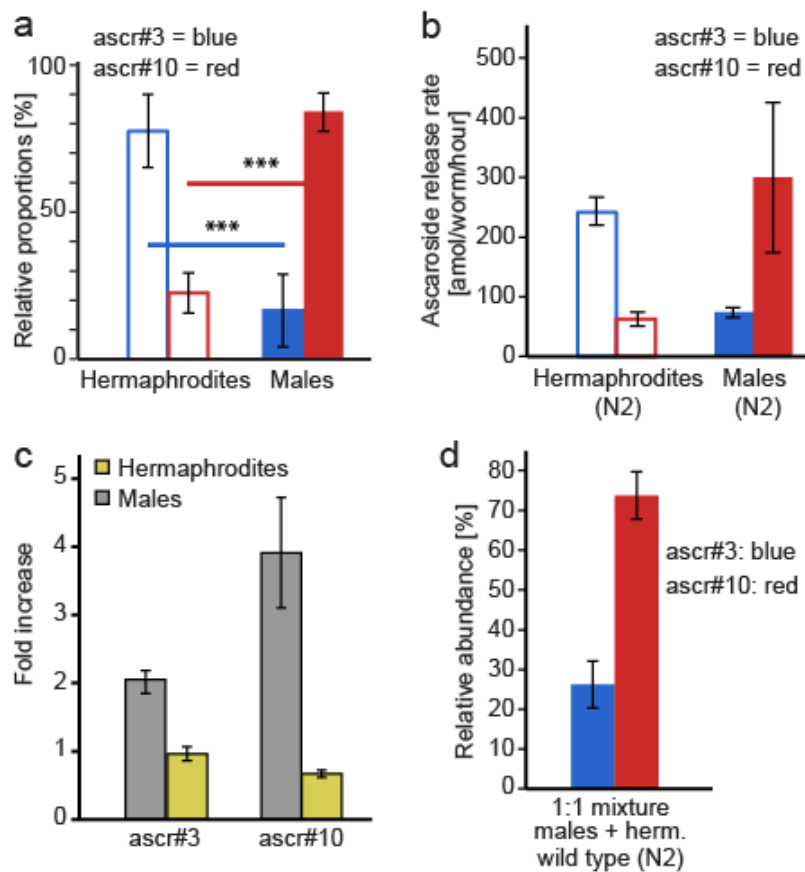 a
ascr#3 = blue
ascr#10 = red
Relative proportions [%]
100
50
0
***
***
Hermaphrodites
Males
b
ascr#3 = blue
ascr#10 = red
Ascaroside release rate
[amol/worm/hour]
500
400
300
200
100
0
Hermaphrodites
(N2)
Males
(N2)
c
Hermaphrodites
Males
Fold increase
5
4
3
2
1
0
ascr#3
ascr#10
d
Relative abundance [%]
80
70
60
50
40
30
20
10
0
ascr#3: blue
ascr#10: red
1:1 mixture
males + herm.
wild type (N2)